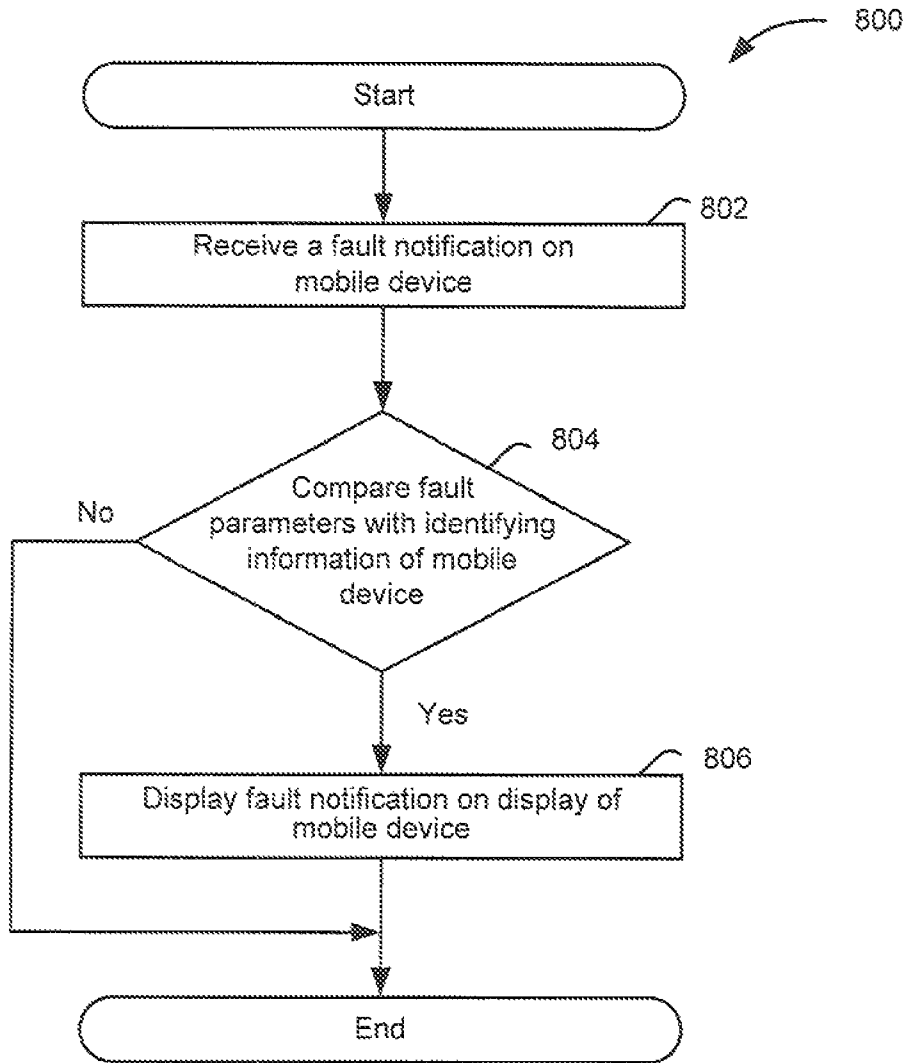 800
Start
802
Receive a fault notification on
mobile device
804
Compare fault
parameters with identifying
information of mobile
device
No
Yes
806
Display fault notification on display of
mobile device
End